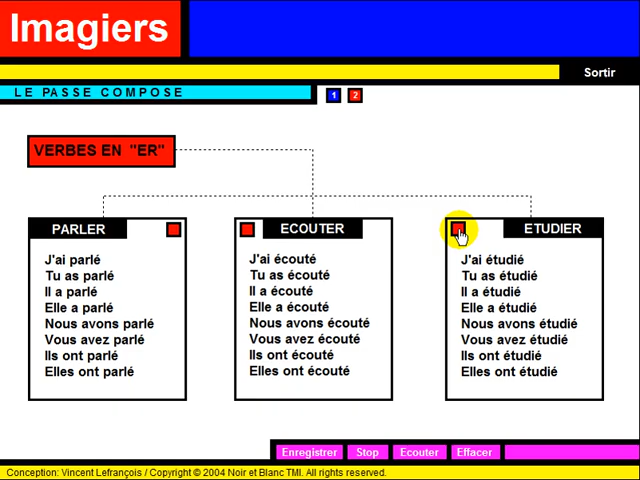 Imagiers
Sortir
LE PASSE COMPOSE
1 2
VERBES EN "ER"
PARLER
J'ai parlé
Tu as parlé
Il a parlé
Elle a parlé
Nous avons parlé
Vous avez parlé
Ils ont parlé
Elles ont parlé
ECOUTER
J'ai écouté
Tu as écouté
Il a écouté
Elle a écouté
Nous avons écouté
Vous avez écouté
Ils ont écouté
Elles ont écouté
ETUDIER
J'ai étudié
Tu as étudié
Il a étudié
Elle a étudié
Nous avons étudié
Vous avez étudié
Ils ont étudié
Elles ont étudié
Enregistrer Stop Ecouter Effacer
Conception: Vincent Lefrançois / Copyright © 2004 Noir et Blanc TMI. All rights reserved.